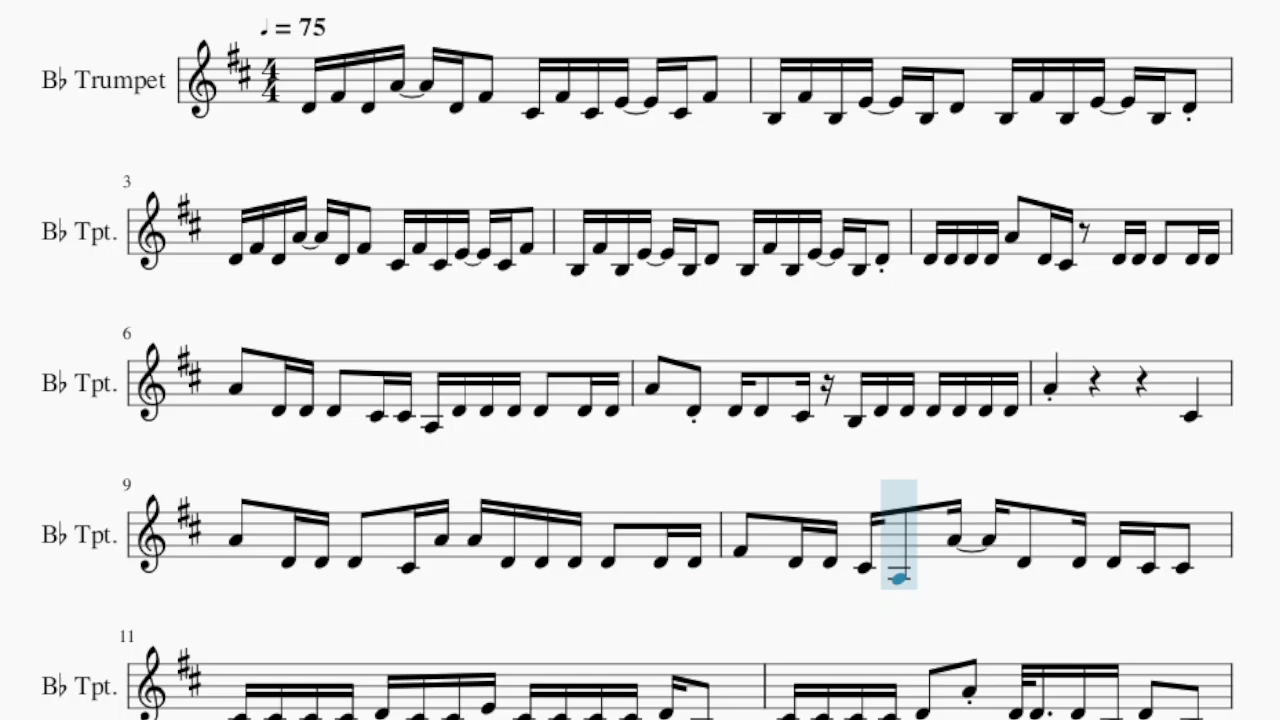 ♩ = 75
B♭ Trumpet
4
4
3
B♭ Tpt.
6
B♭ Tpt.
9
B♭ Tpt.
11
B♭ Tpt.